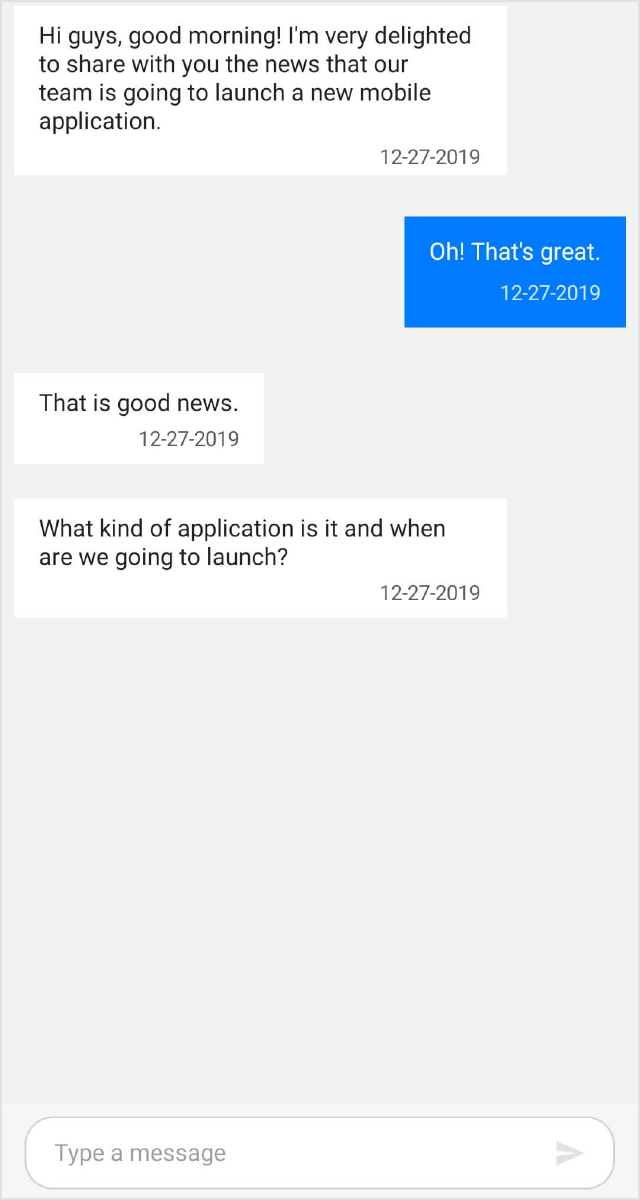 Hi guys, good morning! I'm very delighted
to share with you the news that our
team is going to launch a new mobile
application.
12-27-2019
Oh! That's great.
12-27-2019
That is good news.
12-27-2019
What kind of application is it and when
are we going to launch?
12-27-2019
Type a message